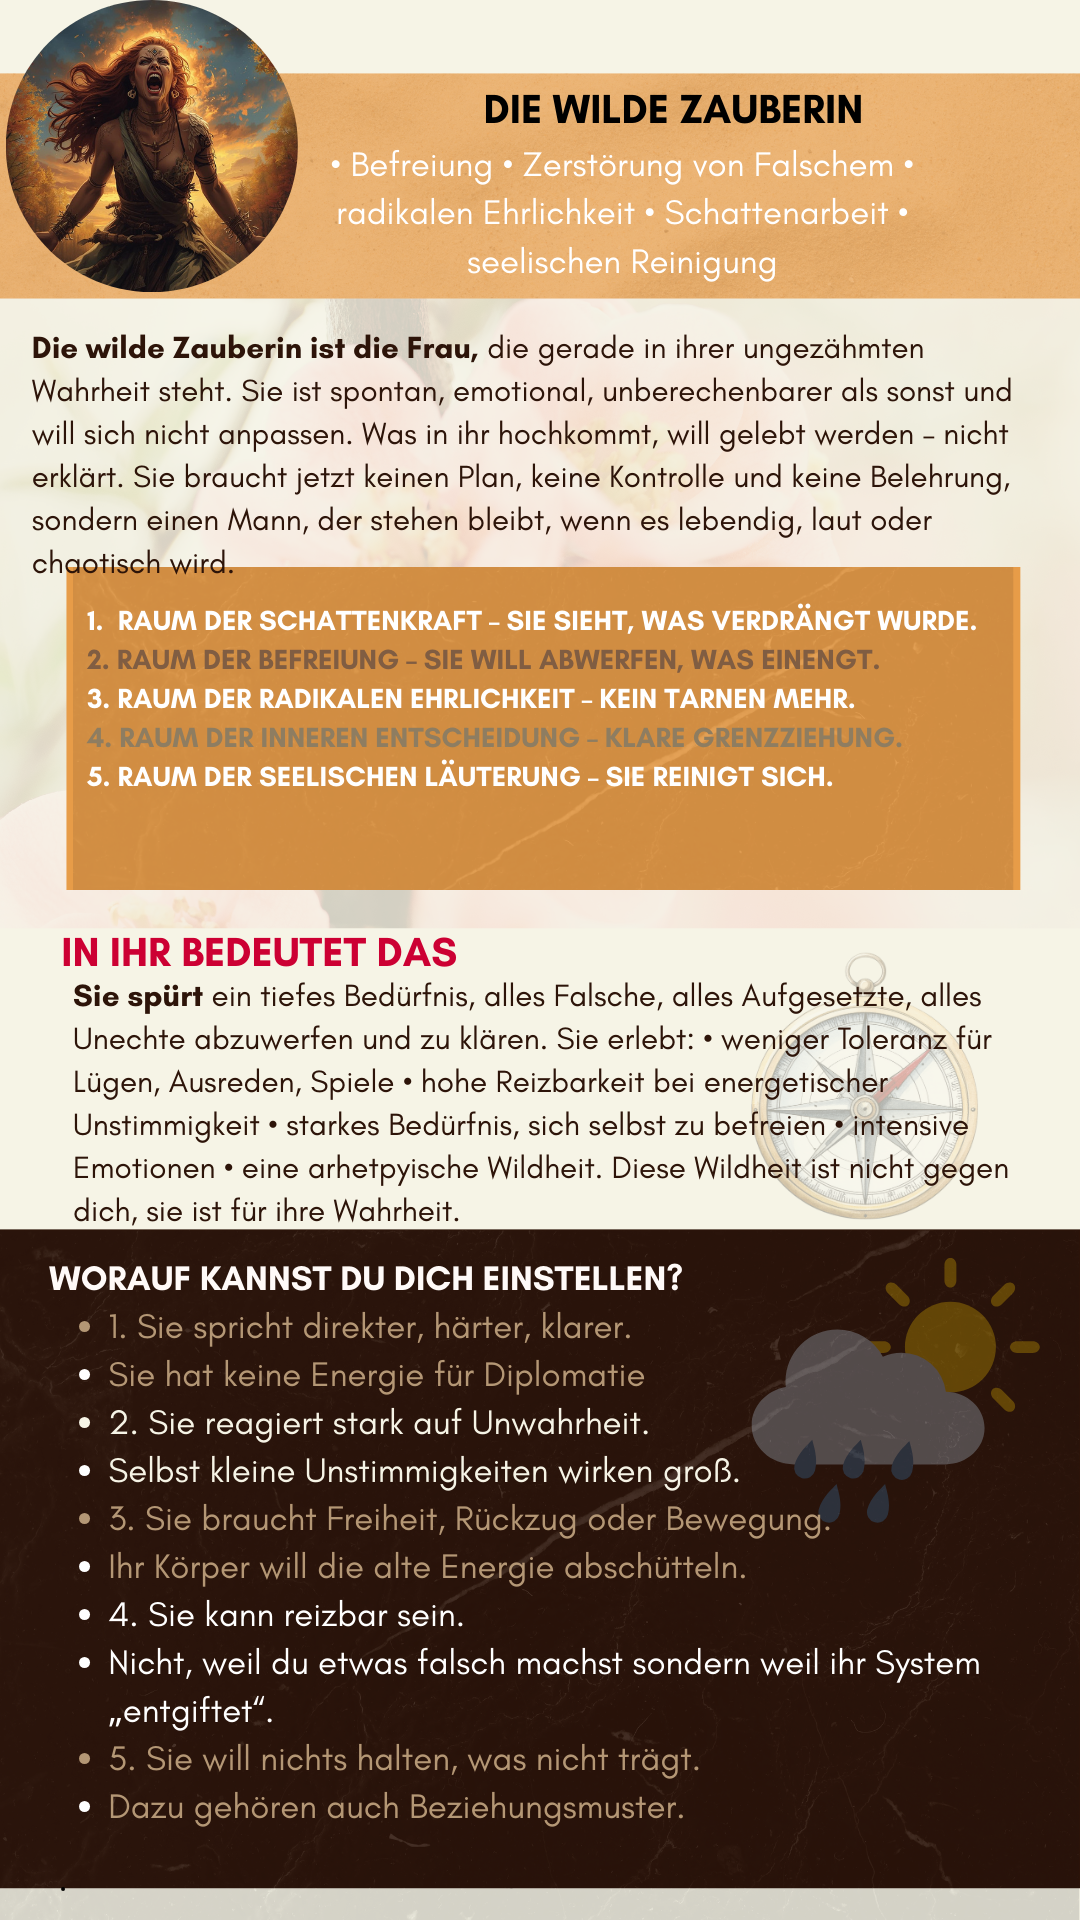 DIE WILDE ZAUBERIN
• Befreiung • Zerstörung von Falschem •
radikalen Ehrlichkeit • Schattenarbeit •
seelischen Reinigung
Die wilde Zauberin ist die Frau, die gerade in ihrer ungezähmten
Wahrheit steht. Sie ist spontan, emotional, unberechenbarer als sonst und
will sich nicht anpassen. Was in ihr hochkommt, will gelebt werden – nicht
erklärt. Sie braucht jetzt keinen Plan, keine Kontrolle und keine Belehrung,
sondern einen Mann, der stehen bleibt, wenn es lebendig, laut oder
chaotisch wird.
1. RAUM DER SCHATTENKRAFT – SIE SIEHT, WAS VERDRÄNGT WURDE.
2. RAUM DER BEFREIUNG – SIE WILL ABWERFEN, WAS EINENGT.
3. RAUM DER RADIKALEN EHRLICHKEIT – KEIN TARNEN MEHR.
4. RAUM DER INNEREN ENTSCHEIDUNG – KLARE GRENZZIEHUNG.
5. RAUM DER SEELISCHEN LÄUTERUNG – SIE REINIGT SICH.
IN IHR BEDEUTET DAS
Sie spürt ein tiefes Bedürfnis, alles Falsche, alles Aufgesetzte, alles
Unechte abzuwerfen und zu klären. Sie erlebt: • weniger Toleranz für
Lügen, Ausreden, Spiele • hohe Reizbarkeit bei energetischer
Unstimmigkeit • starkes Bedürfnis, sich selbst zu befreien • intensive
Emotionen • eine arhetpyische Wildheit. Diese Wildheit ist nicht gegen
dich, sie ist für ihre Wahrheit.
WORAUF KANNST DU DICH EINSTELLEN?
• 1. Sie spricht direkter, härter, klarer.
• Sie hat keine Energie für Diplomatie
• 2. Sie reagiert stark auf Unwahrheit.
• Selbst kleine Unstimmigkeiten wirken groß.
• 3. Sie braucht Freiheit, Rückzug oder Bewegung.
• Ihr Körper will die alte Energie abschütteln.
• 4. Sie kann reizbar sein.
• Nicht, weil du etwas falsch machst sondern weil ihr System
„entgiftet“.
• 5. Sie will nichts halten, was nicht trägt.
• Dazu gehören auch Beziehungsmuster.